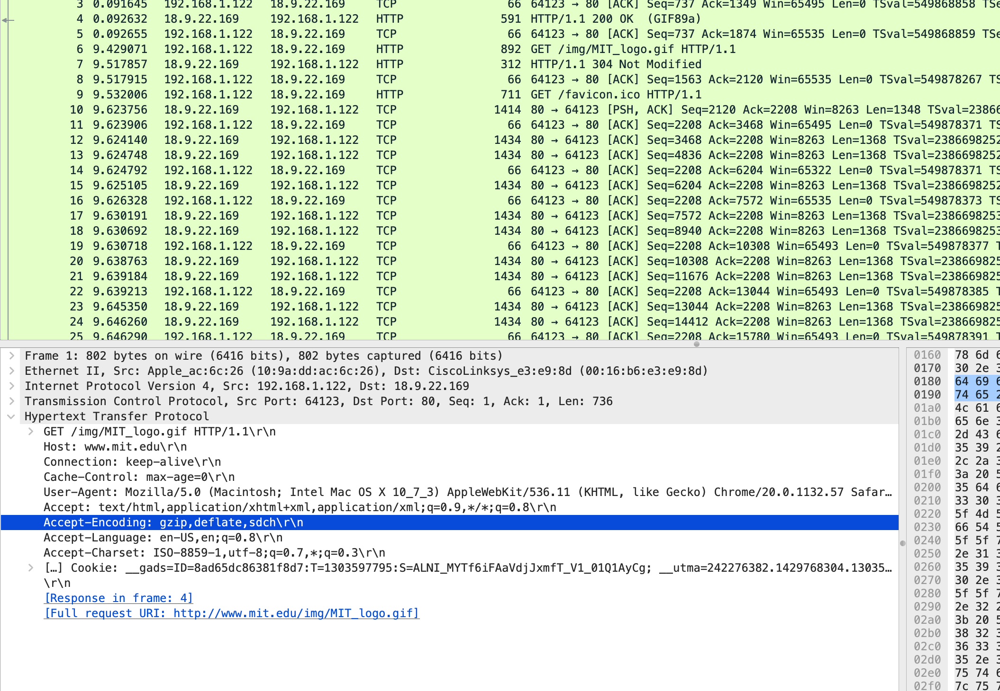 3 0.091645 192.168.1.122 18.9.22.169 TCP 66 64123 → 80 [ACK] Seq=737 Ack=1349 Win=65495 Len=0 TSval=549868858
4 0.092632 18.9.22.169 192.168.1.122 HTTP 591 HTTP/1.1 200 OK (GIF89a)
5 0.092655 192.168.1.122 18.9.22.169 TCP 66 64123 → 80 [ACK] Seq=737 Ack=1874 Win=65535 Len=0 TSval=549868859
6 9.429071 192.168.1.122 18.9.22.169 HTTP 892 GET /img/MIT_logo.gif HTTP/1.1
7 9.517857 18.9.22.169 192.168.1.122 HTTP 312 HTTP/1.1 304 Not Modified
8 9.517915 192.168.1.122 18.9.22.169 TCP 66 64123 → 80 [ACK] Seq=1563 Ack=2120 Win=65535 Len=0 TSval=549878267
9 9.532006 192.168.1.122 18.9.22.169 HTTP 711 GET /favicon.ico HTTP/1.1
10 9.623756 18.9.22.169 192.168.1.122 TCP 1414 80 → 64123 [PSH, ACK] Seq=2120 Ack=2208 Win=8263 Len=1348 TSval=23866
11 9.623906 192.168.1.122 18.9.22.169 TCP 66 64123 → 80 [ACK] Seq=2208 Ack=3468 Win=65495 Len=0 TSval=549878371
12 9.624140 18.9.22.169 192.168.1.122 TCP 1434 80 → 64123 [ACK] Seq=3468 Ack=2208 Win=8263 Len=1368 TSval=2386698252
13 9.624748 18.9.22.169 192.168.1.122 TCP 1434 80 → 64123 [ACK] Seq=4836 Ack=2208 Win=8263 Len=1368 TSval=2386698252
14 9.624792 192.168.1.122 18.9.22.169 TCP 66 64123 → 80 [ACK] Seq=2208 Ack=6204 Win=65322 Len=0 TSval=549878371
15 9.625105 18.9.22.169 192.168.1.122 TCP 1434 80 → 64123 [ACK] Seq=6204 Ack=2208 Win=8263 Len=1368 TSval=2386698252
16 9.626328 192.168.1.122 18.9.22.169 TCP 66 64123 → 80 [ACK] Seq=2208 Ack=7572 Win=65535 Len=0 TSval=549878373
17 9.630191 18.9.22.169 192.168.1.122 TCP 1434 80 → 64123 [ACK] Seq=7572 Ack=2208 Win=8263 Len=1368 TSval=2386698253
18 9.630692 18.9.22.169 192.168.1.122 TCP 1434 80 → 64123 [ACK] Seq=8940 Ack=2208 Win=8263 Len=1368 TSval=2386698253
19 9.630718 192.168.1.122 18.9.22.169 TCP 66 64123 → 80 [ACK] Seq=2208 Ack=10308 Win=65493 Len=0 TSval=549878377
20 9.638763 18.9.22.169 192.168.1.122 TCP 1434 80 → 64123 [ACK] Seq=10308 Ack=2208 Win=8263 Len=1368 TSval=238669825
21 9.639184 18.9.22.169 192.168.1.122 TCP 1434 80 → 64123 [ACK] Seq=11676 Ack=2208 Win=8263 Len=1368 TSval=238669825
22 9.639213 192.168.1.122 18.9.22.169 TCP 66 64123 → 80 [ACK] Seq=2208 Ack=13044 Win=65493 Len=0 TSval=549878385
23 9.645350 18.9.22.169 192.168.1.122 TCP 1434 80 → 64123 [ACK] Seq=13044 Ack=2208 Win=8263 Len=1368 TSval=238669825
24 9.646260 18.9.22.169 192.168.1.122 TCP 1434 80 → 64123 [ACK] Seq=14412 Ack=2208 Win=8263 Len=1368 TSval=238669825
25 9.646290 192.168.1.122 18.9.22.169 TCP 66 64123 → 80 [ACK] Seq=2208 Ack=15780 Win=65493 Len=0 TSval=549878391
Frame 1: 802 bytes on wire (6416 bits), 802 bytes captured (6416 bits)
Ethernet II, Src: Apple_ac:6c:26 (10:9a:dd:ac:6c:26), Dst: CiscoLinksys_e3:e9:8d (00:16:b6:e3:e9:8d)
Internet Protocol Version 4, Src: 192.168.1.122, Dst: 18.9.22.169
Transmission Control Protocol, Src Port: 64123, Dst Port: 80, Seq: 1, Ack: 1, Len: 736
Hypertext Transfer Protocol
GET /img/MIT_logo.gif HTTP/1.1\r\n
Host: www.mit.edu\r\n
Connection: keep-alive\r\n
Cache-Control: max-age=0\r\n
User-Agent: Mozilla/5.0 (Macintosh; Intel Mac OS X 10_7_3) AppleWebKit/536.11 (KHTML, like Gecko) Chrome/20.0.1132.57 Safar…
Accept: text/html,application/xhtml+xml,application/xml;q=0.9,*/*;q=0.8\r\n
Accept-Encoding: gzip,deflate,sdch\r\n
Accept-Language: en-US,en;q=0.8\r\n
Accept-Charset: ISO-8859-1,utf-8;q=0.7,*;q=0.3\r\n
[…] Cookie: __gads=ID=8ad65dc86381f8d7:T=1303597795:S=ALNI_MYTf6iFAaVdjJxmfT_V1_01Q1AyCg; __utma=242276382.1429768304.13035…
\r\n
[Response in frame: 4]
[Full request URI: http://www.mit.edu/img/MIT_logo.gif]
0160 78 6d
0170 30 2e
0180 64 69
0190 74 65
01a0 4c 61
01b0 65 6e
01c0 2d 43
01d0 35 39
01e0 2c 2a
01f0 3a 20
0200 35 64
0210 33 30
0220 5f 4d
0230 66 54
0240 5f 5f
0250 2e 31
0260 35 39
0270 30 2e
0280 5f 5f
0290 2e 32
02a0 3b 20
02b0 38 32
02c0 36 33
02d0 35 2e
02e0 75 74
02f0 7c 75